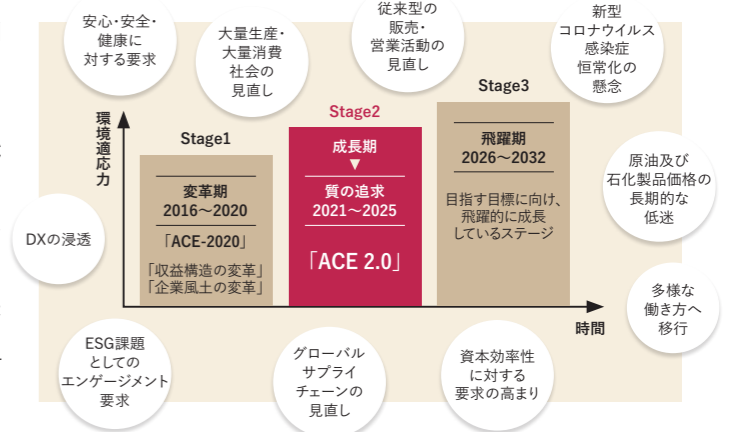 安心・安全・
健康に
対する要求
大量生産・
大量消費
社会の
見直し
従来型の
販売・
営業活動の
見直し
新型
コロナウイルス
感染症
恒常化の
懸念
環境適応力
Stage1
変革期
2016〜2020
「ACE-2020」
「収益構造の変革」
「企業風土の変革」
Stage2
成長期
▼
質の追求
2021〜2025
「ACE 2.0」
Stage3
飛躍期
2026〜2032
目指す目標に向け、
飛躍的に成長
しているステージ
原油及び
石化製品価格の
長期的な
低迷
DXの浸透
時間
多様な
働き方へ
移行
ESG課題
としての
エンゲージメント
要求
グローバル
サプライ
チェーンの
見直し
資本効率性
に対する
要求の高まり